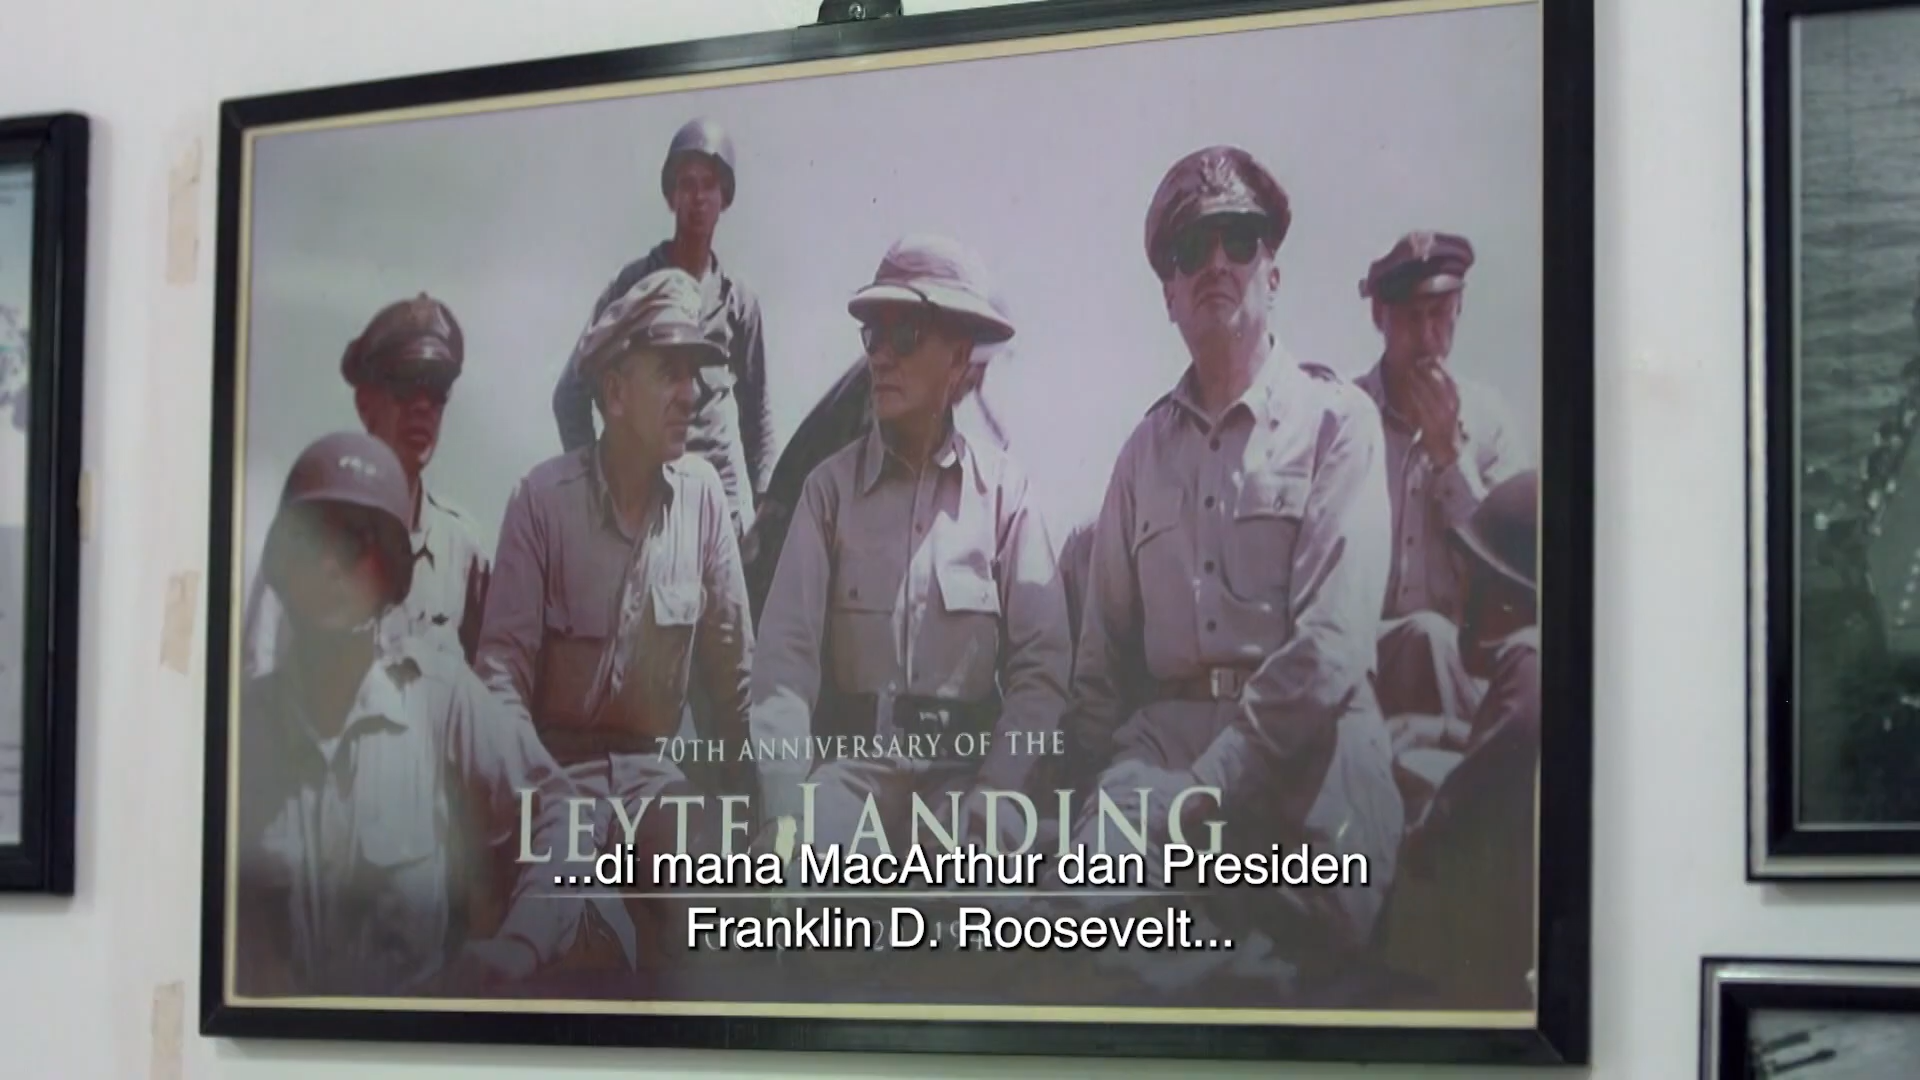 70TH ANNIVERSARY OF THE
LEYTE LANDING
...di mana MacArthur dan Presiden
Franklin D. Roosevelt...